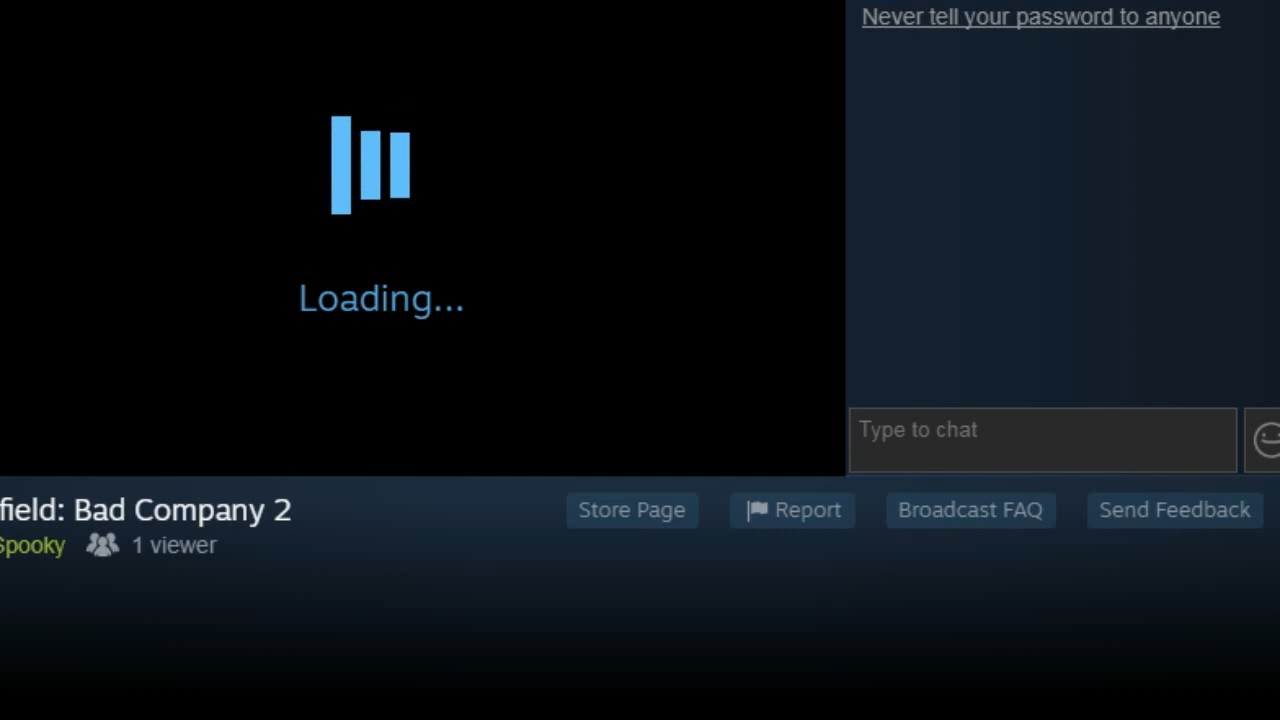 Never tell your password to anyone
Loading...
Type to chat
field: Bad Company 2
Store Page
Report
Broadcast FAQ
Send Feedback
Spooky
1 viewer